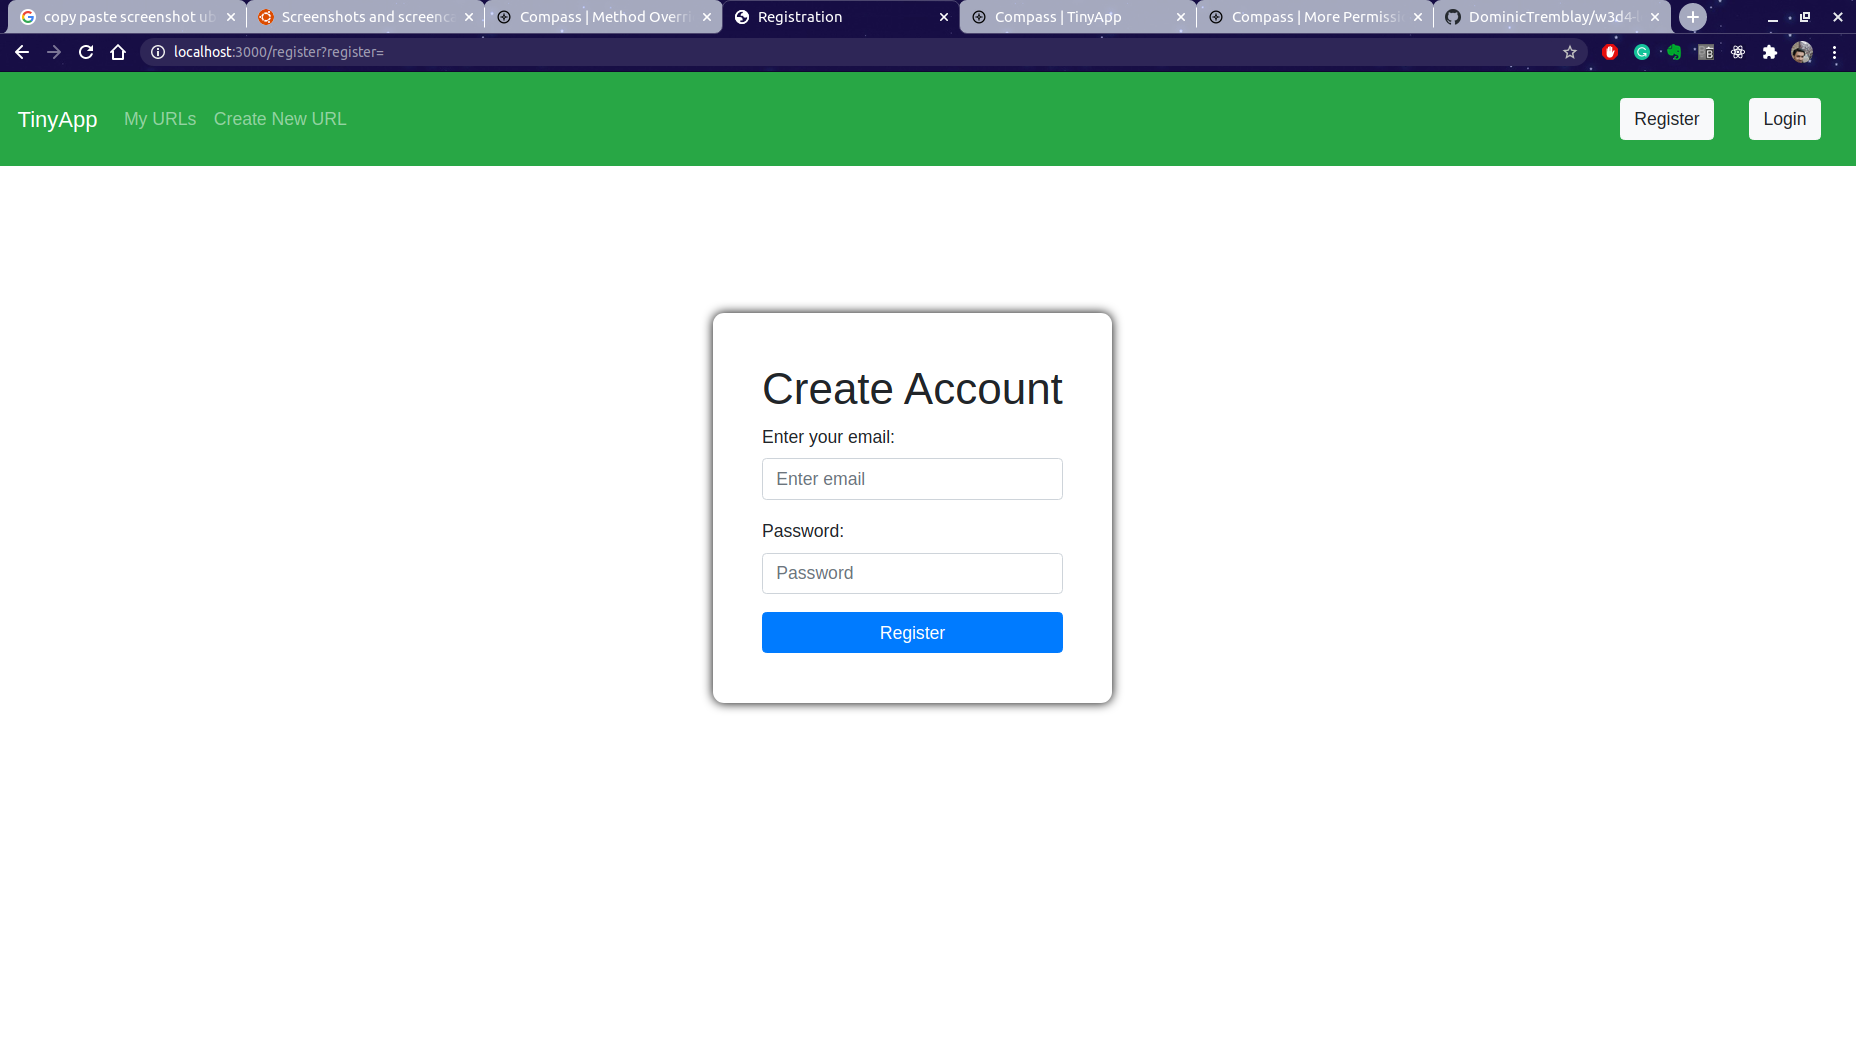 copy paste screenshot ub
Screenshots and screenca
Compass | Method Overri
Registration
Compass | TinyApp
Compass | More Permissi
DominicTremblay/w3d4-l
localhost:3000/register?register=
TinyApp My URLs Create New URL Register Login
Create Account
Enter your email:
Enter email
Password:
Password
Register